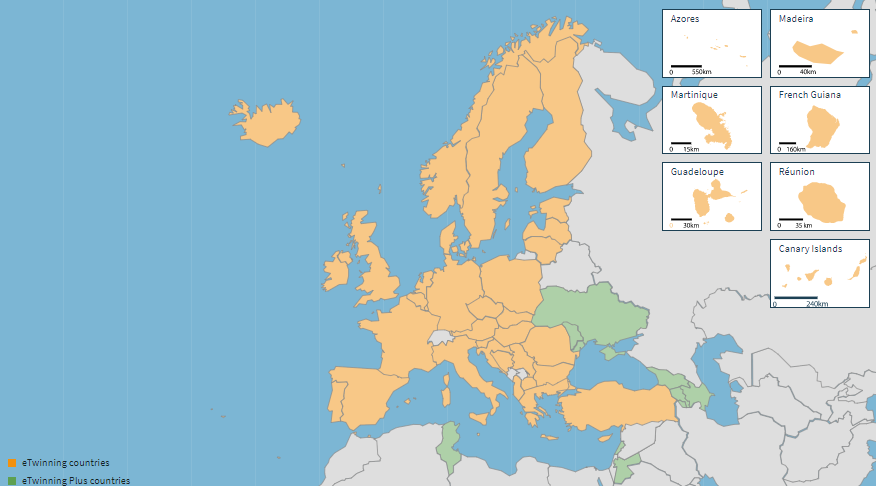 Azores
0 550km
Madeira
0 40km
Martinique
0 15km
French Guiana
0 160km
Guadeloupe
0 30km
Réunion
0 35 km
Canary Islands
0 240km
eTwinning countries
eTwinning Plus countries